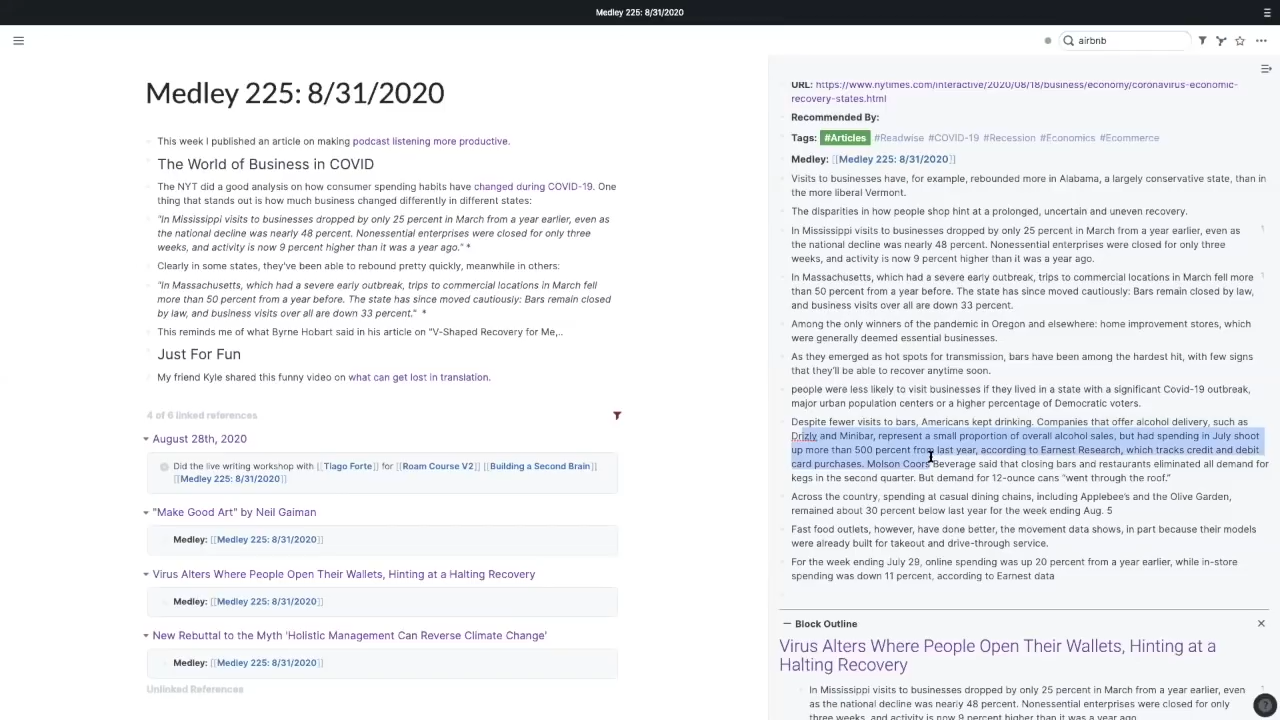 Medley 225: 8/31/2020
airbnb
Medley 225: 8/31/2020
This week I published an article on making podcast listening more productive.
The World of Business in COVID
The NYT did a good analysis on how consumer spending habits have changed during COVID-19. One
thing that stands out is how much business changed differently in different states:
"In Mississippi visits to businesses dropped by only 25 percent in March from a year earlier, even as
the national decline was nearly 48 percent. Nonessential enterprises were closed for only three
weeks, and activity is now 9 percent higher than it was a year ago." *
Clearly in some states, they've been able to rebound pretty quickly, meanwhile in others:
"In Massachusetts, which had a severe early outbreak, trips to commercial locations in March fell
more than 50 percent from a year before. The state has since moved cautiously: Bars remain closed
by law, and business visits over all are down 33 percent." *
This reminds me of what Byrne Hobart said in his article on "V-Shaped Recovery for Me,..
Just For Fun
My friend Kyle shared this funny video on what can get lost in translation.
4 of 6 linked references
August 28th, 2020
Did the live writing workshop with [[Tiago Forte]] for [[Roam Course V2]] [[Building a Second Brain]]
[[Medley 225: 8/31/2020]]
"Make Good Art" by Neil Gaiman
Medley: [[Medley 225: 8/31/2020]]
Virus Alters Where People Open Their Wallets, Hinting at a Halting Recovery
Medley: [[Medley 225: 8/31/2020]]
New Rebuttal to the Myth 'Holistic Management Can Reverse Climate Change'
Medley: [[Medley 225: 8/31/2020]]
Unlinked References
URL: https://www.nytimes.com/interactive/2020/08/18/business/economy/coronavirus-economic-
recovery-states.html
Recommended By:
Tags: #Articles #Readwise #COVID-19 #Recession #Economics #Ecommerce
Medley: [[Medley 225: 8/31/2020]]
Visits to businesses have, for example, rebounded more in Alabama, a largely conservative state, than in
the more liberal Vermont.
The disparities in how people shop hint at a prolonged, uncertain and uneven recovery.
In Mississippi visits to businesses dropped by only 25 percent in March from a year earlier, even as
the national decline was nearly 48 percent. Nonessential enterprises were closed for only three
weeks, and activity is now 9 percent higher than it was a year ago.
1
In Massachusetts, which had a severe early outbreak, trips to commercial locations in March fell more
than 50 percent from a year before. The state has since moved cautiously: Bars remain closed by law,
and business visits over all are down 33 percent.
1
Among the only winners of the pandemic in Oregon and elsewhere: home improvement stores, which
were generally deemed essential businesses.
As they emerged as hot spots for transmission, bars have been among the hardest hit, with few signs
that they'll be able to recover anytime soon.
people were less likely to visit businesses if they lived in a state with a significant Covid-19 outbreak,
major urban population centers or a higher percentage of Democratic voters.
Despite fewer visits to bars, Americans kept drinking. Companies that offer alcohol delivery, such as
Drizly and Minibar, represent a small proportion of overall alcohol sales, but had spending in July shoot
up more than 500 percent from last year, according to Earnest Research, which tracks credit and debit
card purchases. Molson Coors Beverage said that closing bars and restaurants eliminated all demand for
kegs in the second quarter. But demand for 12-ounce cans "went through the roof."
Across the country, spending at casual dining chains, including Applebee's and the Olive Garden,
remained about 30 percent below last year for the week ending Aug. 5
Fast food outlets, however, have done better, the movement data shows, in part because their models
were already built for takeout and drive-through service.
For the week ending July 29, online spending was up 20 percent from a year earlier, while in-store
spending was down 11 percent, according to Earnest data
Block Outline
Virus Alters Where People Open Their Wallets, Hinting at a
Halting Recovery
In Mississippi visits to businesses dropped by only 25 percent in March from a year earlier, even
as the national decline was nearly 48 percent. Nonessential enterprises were closed for only
three weeks, and activity is now 9 percent higher than it was a year ago.
1